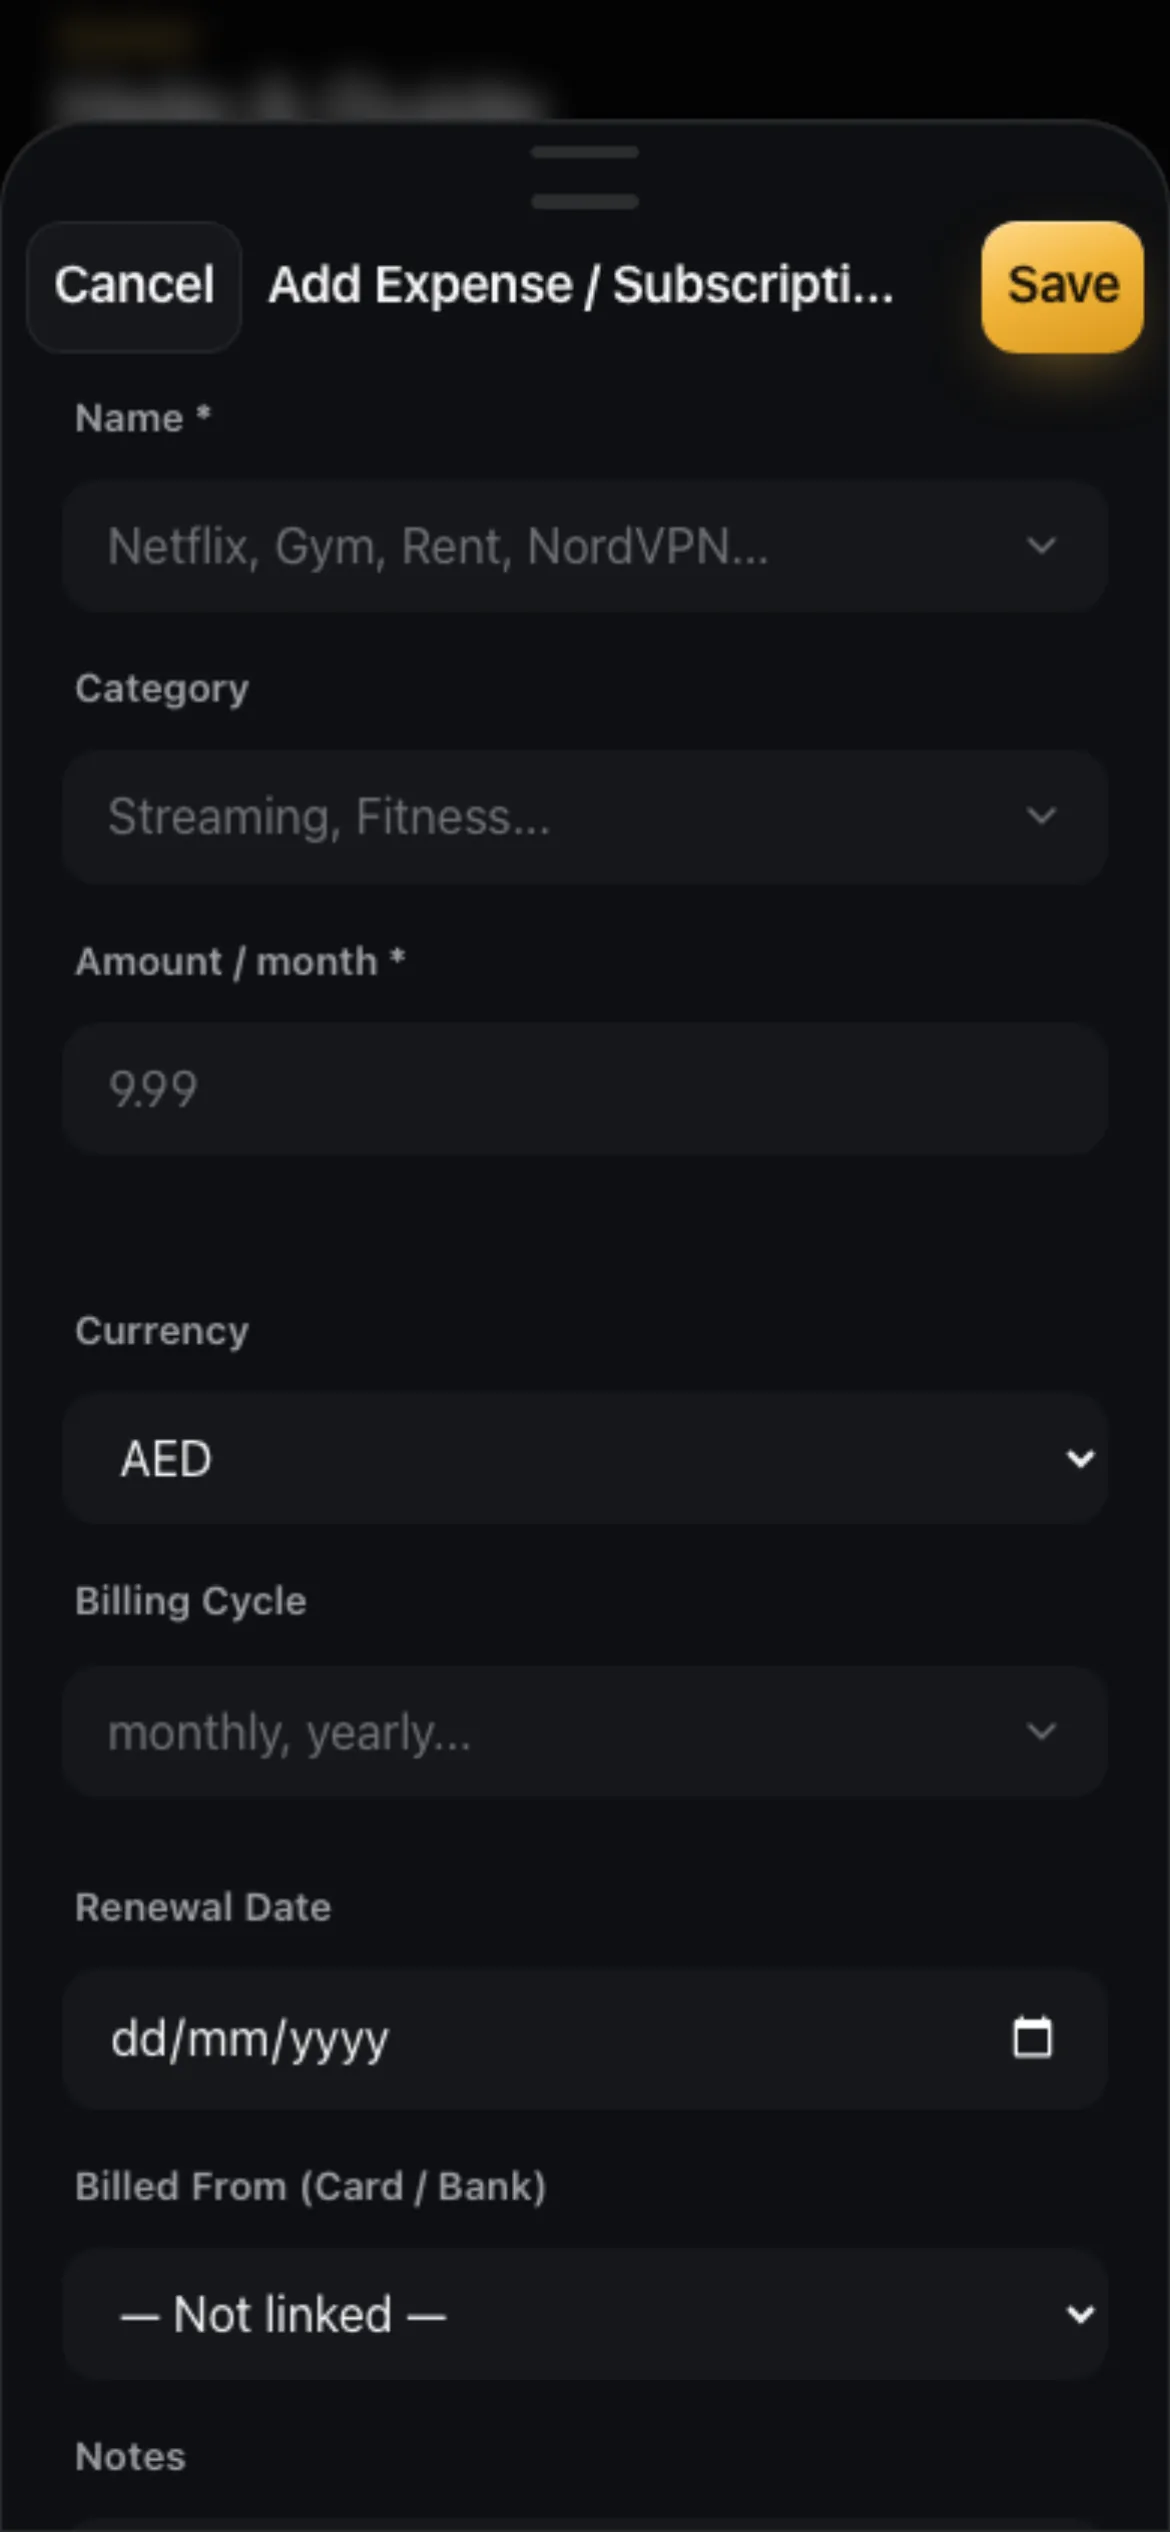 Cancel
Add Expense / Subscripti...
Save
Name *
Netflix, Gym, Rent, NordVPN...
Category
Streaming, Fitness...
Amount / month *
9.99
Currency
AED
Billing Cycle
monthly, yearly...
Renewal Date
dd/mm/yyyy
Billed From (Card / Bank)
— Not linked —
Notes